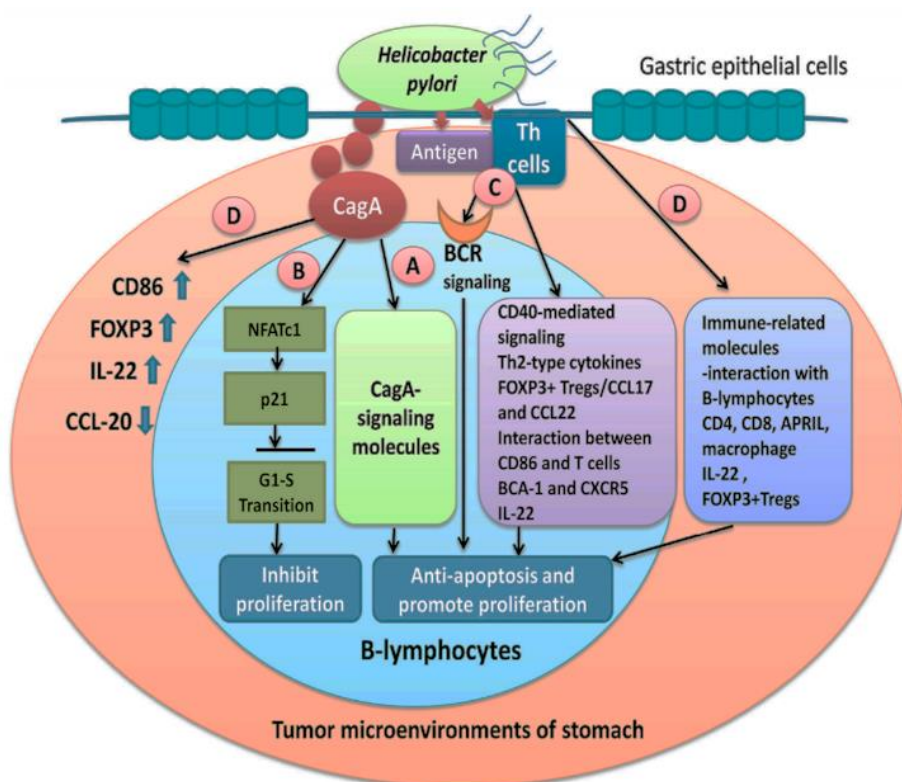 Helicobacter
pylori
Gastric epithelial cells
Antigen
Th
cells
CagA
C
D
D
B
A
BCR
signaling
CD86
FOXP3
IL-22
CCL-20
NFATc1
p21
G1-S
Transition
CagA-
signaling
molecules
CD40-mediated
signaling
Th2-type cytokines
FOXP3+ Tregs/CCL17
and CCL22
Interaction between
CD86 and T cells
BCA-1 and CXCR5
IL-22
Immune-related
molecules
-interaction with
B-lymphocytes
CD4, CD8, APRIL,
macrophage
IL-22 ,
FOXP3+Tregs
Inhibit
proliferation
Anti-apoptosis and
promote proliferation
B-lymphocytes
Tumor microenvironments of stomach